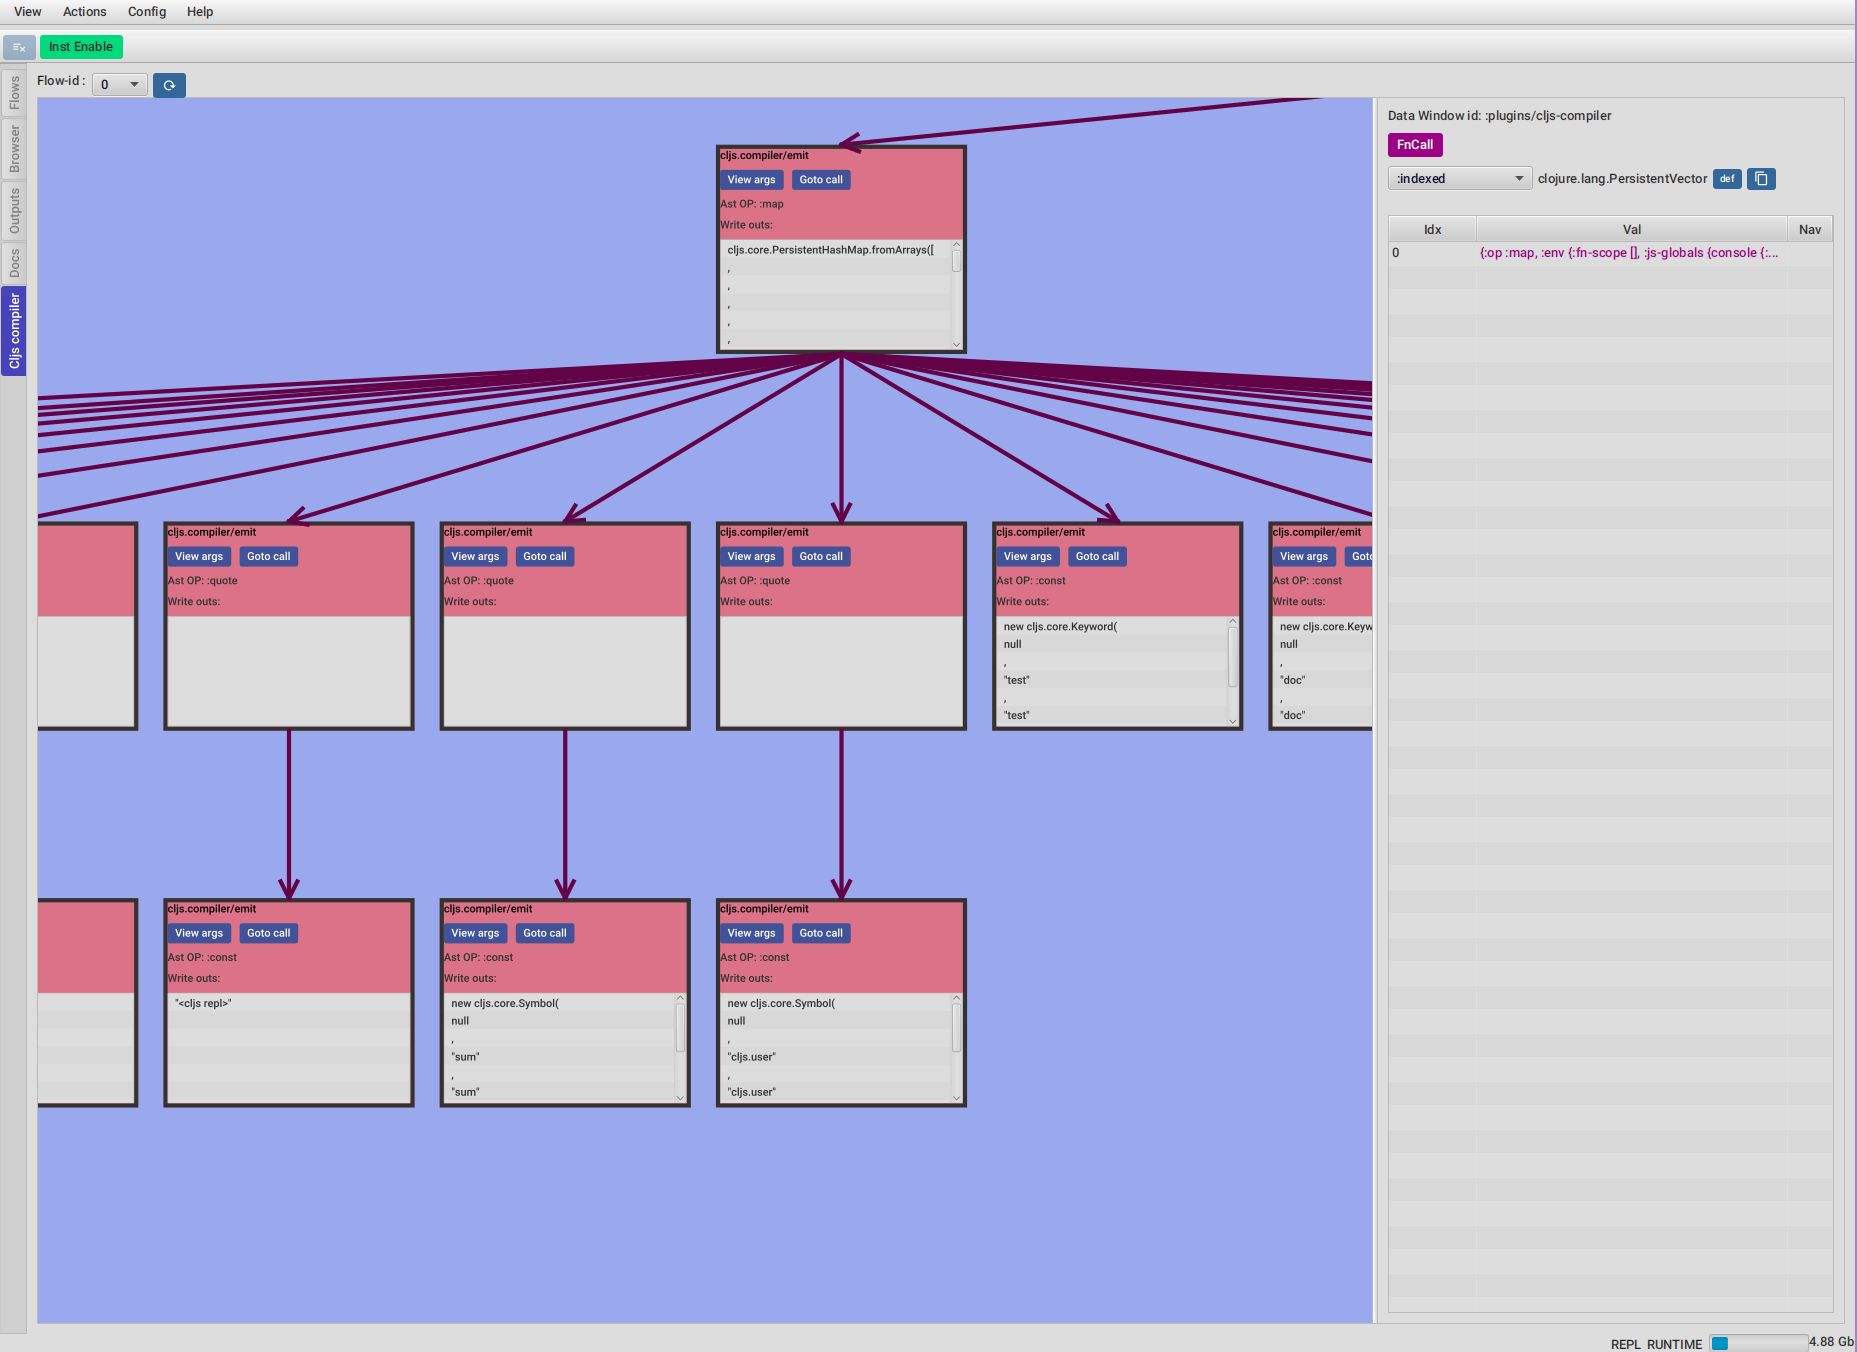 View Actions Config Help
Inst Enable
Flow-id : 0
Flows
Browser
Outputs
Docs
Cljs compiler
cljs.compiler/emit
View args Goto call
Ast OP: :map
Write outs:
cljs.core.PersistentHashMap.fromArrays([
,
,
,
,
,
cljs.compiler/emit
View args Goto call
Ast OP: :quote
Write outs:
cljs.compiler/emit
View args Goto call
Ast OP: :quote
Write outs:
cljs.compiler/emit
View args Goto call
Ast OP: :quote
Write outs:
cljs.compiler/emit
View args Goto call
Ast OP: :const
Write outs:
new cljs.core.Keyword(
null
,
"test"
,
"test"
cljs.compiler/emit
View args Gotc
Ast OP: :const
Write outs:
new cljs.core.Keyw
null
,
"doc"
,
"doc"
cljs.compiler/emit
View args Goto call
Ast OP: :const
Write outs:
"<cljs repl>"
cljs.compiler/emit
View args Goto call
Ast OP: :const
Write outs:
new cljs.core.Symbol(
null
,
"sum"
,
"sum"
cljs.compiler/emit
View args Goto call
Ast OP: :const
Write outs:
new cljs.core.Symbol(
null
,
"cljs.user"
,
"cljs.user"
Data Window id: :plugins/cljs-compiler
FnCall
:indexed clojure.lang.PersistentVector def
Idx Val Nav
0 {:op :map, :env {:fn-scope [], :js-globals {console {:...
REPL RUNTIME 4.88 Gb